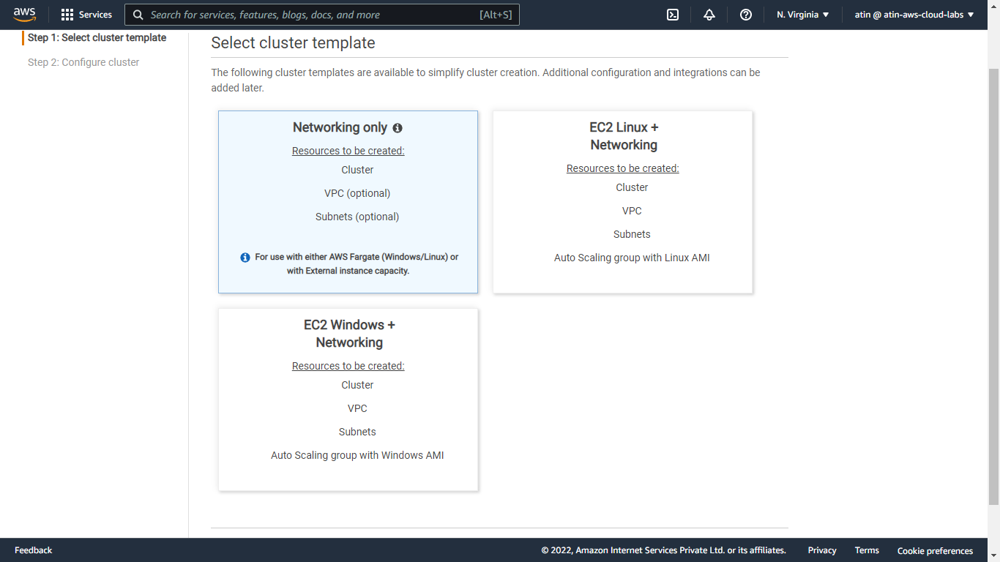 aws
Services
Search for services, features, blogs, docs, and more
[Alt+S]
N. Virginia
atin @ atin-aws-cloud-labs
Step 1: Select cluster template
Step 2: Configure cluster
Select cluster template
The following cluster templates are available to simplify cluster creation. Additional configuration and integrations can be
added later.
Networking only
Resources to be created:
Cluster
VPC (optional)
Subnets (optional)
For use with either AWS Fargate (Windows/Linux) or
with External instance capacity.
EC2 Linux +
Networking
Resources to be created:
Cluster
VPC
Subnets
Auto Scaling group with Linux AMI
EC2 Windows +
Networking
Resources to be created:
Cluster
VPC
Subnets
Auto Scaling group with Windows AMI
Feedback
© 2022, Amazon Internet Services Private Ltd. or its affiliates.
Privacy
Terms
Cookie preferences